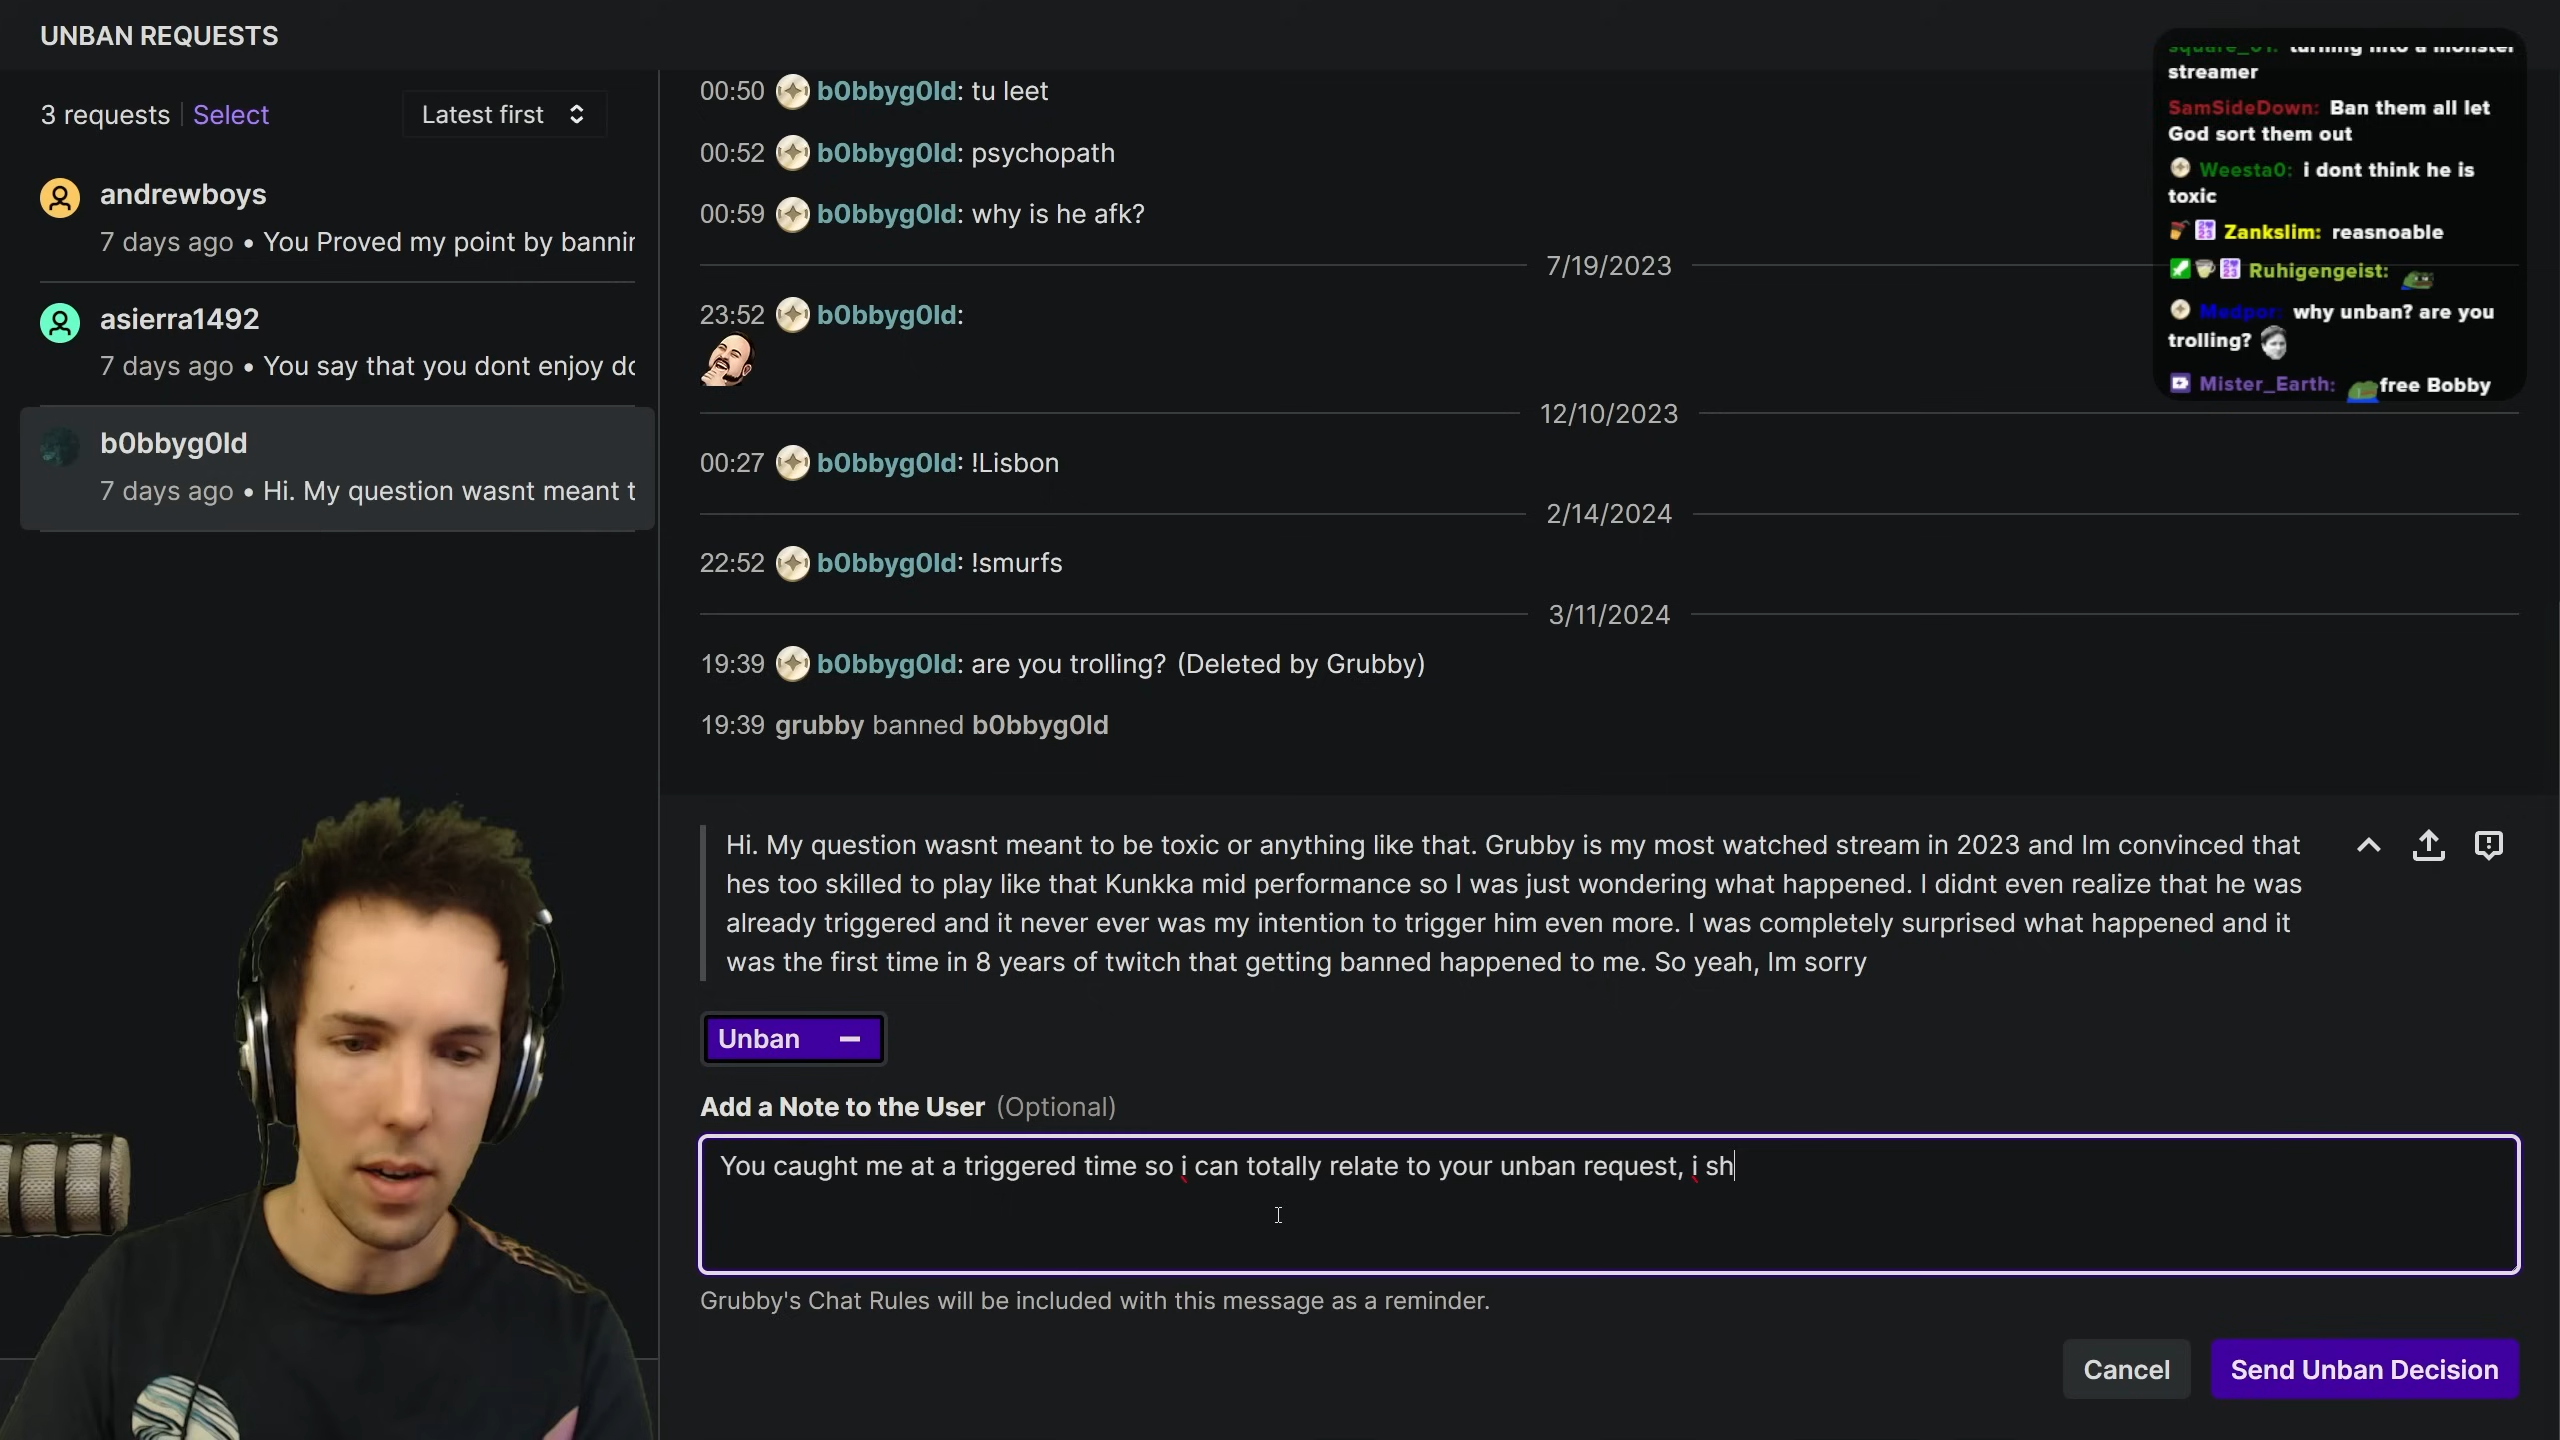 UNBAN REQUESTS
3 requests
Select
Latest first
andrewboys
7 days ago • You Proved my point by bannin
asierra1492
7 days ago • You say that you dont enjoy do
b0bbyg0ld
7 days ago • Hi. My question wasnt meant t
00:50 b0bbyg0ld: tu leet
00:52 b0bbyg0ld: psychopath
00:59 b0bbyg0ld: why is he afk?
7/19/2023
23:52 b0bbyg0ld:
12/10/2023
00:27 b0bbyg0ld: !Lisbon
2/14/2024
22:52 b0bbyg0ld: !smurfs
3/11/2024
19:39 b0bbyg0ld: are you trolling? (Deleted by Grubby)
19:39 grubby banned b0bbyg0ld
Hi. My question wasnt meant to be toxic or anything like that. Grubby is my most watched stream in 2023 and Im convinced that
hes too skilled to play like that Kunkka mid performance so I was just wondering what happened. I didnt even realize that he was
already triggered and it never ever was my intention to trigger him even more. I was completely surprised what happened and it
was the first time in 8 years of twitch that getting banned happened to me. So yeah, Im sorry
Unban
Add a Note to the User (Optional)
You caught me at a triggered time so i can totally relate to your unban request, i sh
Grubby's Chat Rules will be included with this message as a reminder.
Cancel
Send Unban Decision
square_01: turning into a monster
streamer
SamSideDown: Ban them all let
God sort them out
Weesta0: i dont think he is
toxic
Zankslim: reasnoable
Ruhigengeist:
Medpor: why unban? are you
trolling?
Mister_Earth: free Bobby